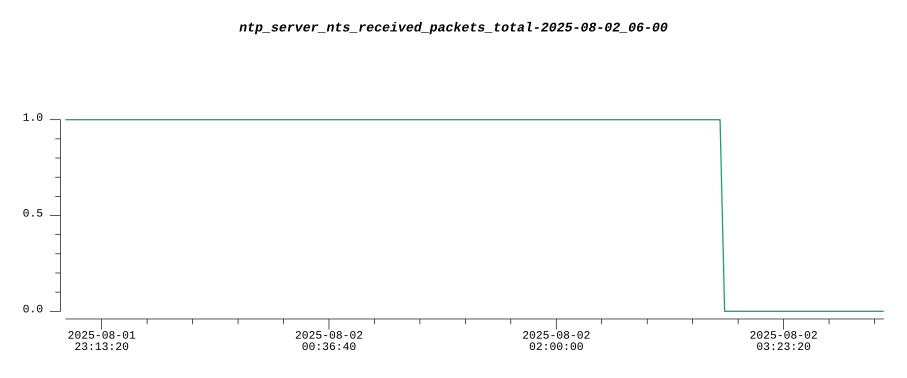 ntp_server_nts_received_packets_total-2025-08-02_06-00
1.0
0.5
0.0
2025-08-01 2025-08-02 2025-08-02 2025-08-02
23:13:20 00:36:40 02:00:00 03:23:20